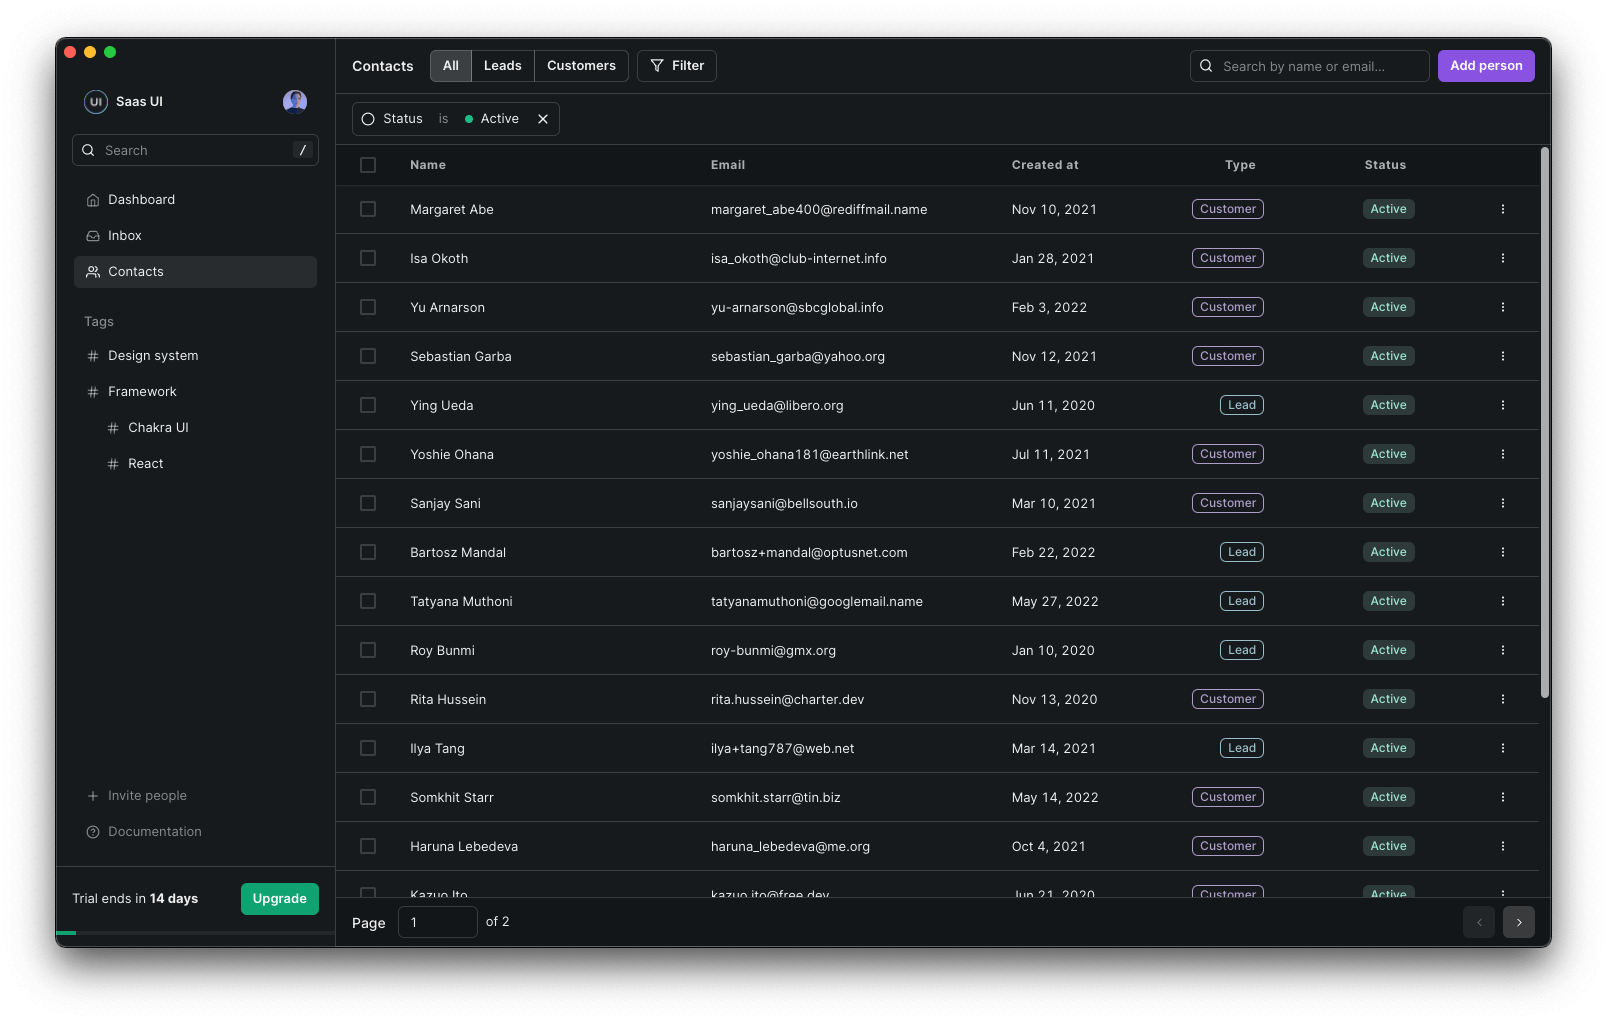 UI Saas UI
Search /
Dashboard
Inbox
Contacts
Tags
# Design system
# Framework
# Chakra UI
# React
+ Invite people
? Documentation
Trial ends in 14 days Upgrade
Contacts All Leads Customers Filter Search by name or email... Add person
Status is Active ×
Name Email Created at Type Status
Margaret Abe margaret_abe400@rediffmail.name Nov 10, 2021 Customer Active
Isa Okoth isa_okoth@club-internet.info Jan 28, 2021 Customer Active
Yu Arnarson yu-arnarson@sbcglobal.info Feb 3, 2022 Customer Active
Sebastian Garba sebastian_garba@yahoo.org Nov 12, 2021 Customer Active
Ying Ueda ying_ueda@libero.org Jun 11, 2020 Lead Active
Yoshie Ohana yoshie_ohana181@earthlink.net Jul 11, 2021 Customer Active
Sanjay Sani sanjaysani@bellsouth.io Mar 10, 2021 Customer Active
Bartosz Mandal bartosz+mandal@optusnet.com Feb 22, 2022 Lead Active
Tatyana Muthoni tatyanamuthoni@googlemail.name May 27, 2022 Lead Active
Roy Bunmi roy-bunmi@gmx.org Jan 10, 2020 Lead Active
Rita Hussein rita.hussein@charter.dev Nov 13, 2020 Customer Active
Ilya Tang ilya+tang787@web.net Mar 14, 2021 Lead Active
Somkhit Starr somkhit.starr@tin.biz May 14, 2022 Customer Active
Haruna Lebedeva haruna_lebedeva@me.org Oct 4, 2021 Customer Active
Kazuo Ito kazuo.ito@free.dev Jun 21, 2020 Customer Active
Page 1 of 2 < >